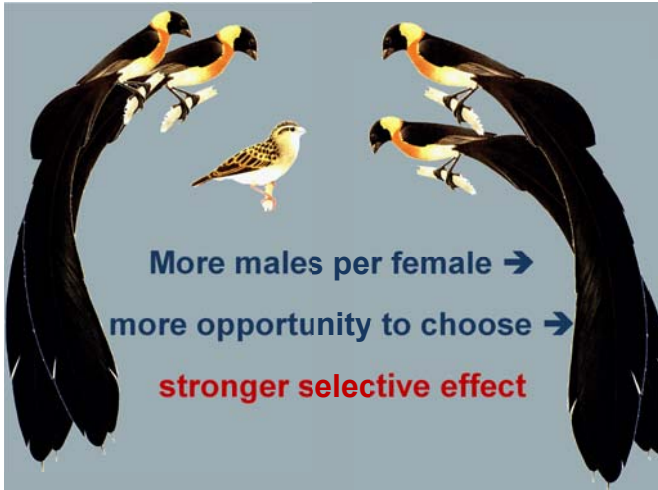 More males per female ➔
more opportunity to choose ➔
stronger selective effect